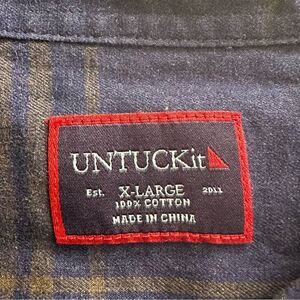 UNTUCKit
Est. X-LARGE 2011
100% COTTON
MADE IN CHINA